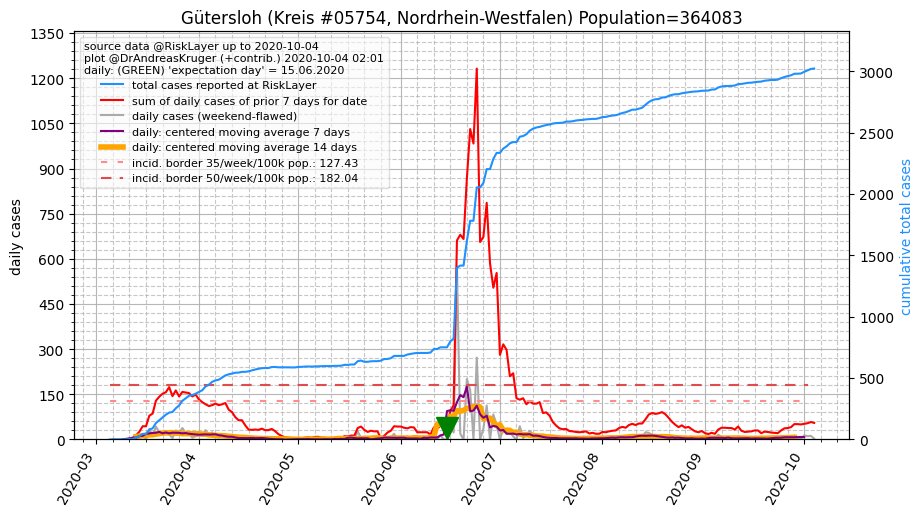 Gütersloh (Kreis #05754, Nordrhein-Westfalen) Population=364083
source data @RiskLayer up to 2020-10-04
plot @DrAndreasKruger (+contrib.) 2020-10-04 02:01
daily: (GREEN) 'expectation day' = 15.06.2020
total cases reported at RiskLayer
sum of daily cases of prior 7 days for date
daily cases (weekend-flawed)
daily: centered moving average 7 days
daily: centered moving average 14 days
incid. border 35/week/100k pop.: 127.43
incid. border 50/week/100k pop.: 182.04
daily cases
1350
1200
1050
900
750
600
450
300
150
0
cumulative total cases
3000
2500
2000
1500
1000
500
0
2020-03
2020-04
2020-05
2020-06
2020-07
2020-08
2020-09
2020-10